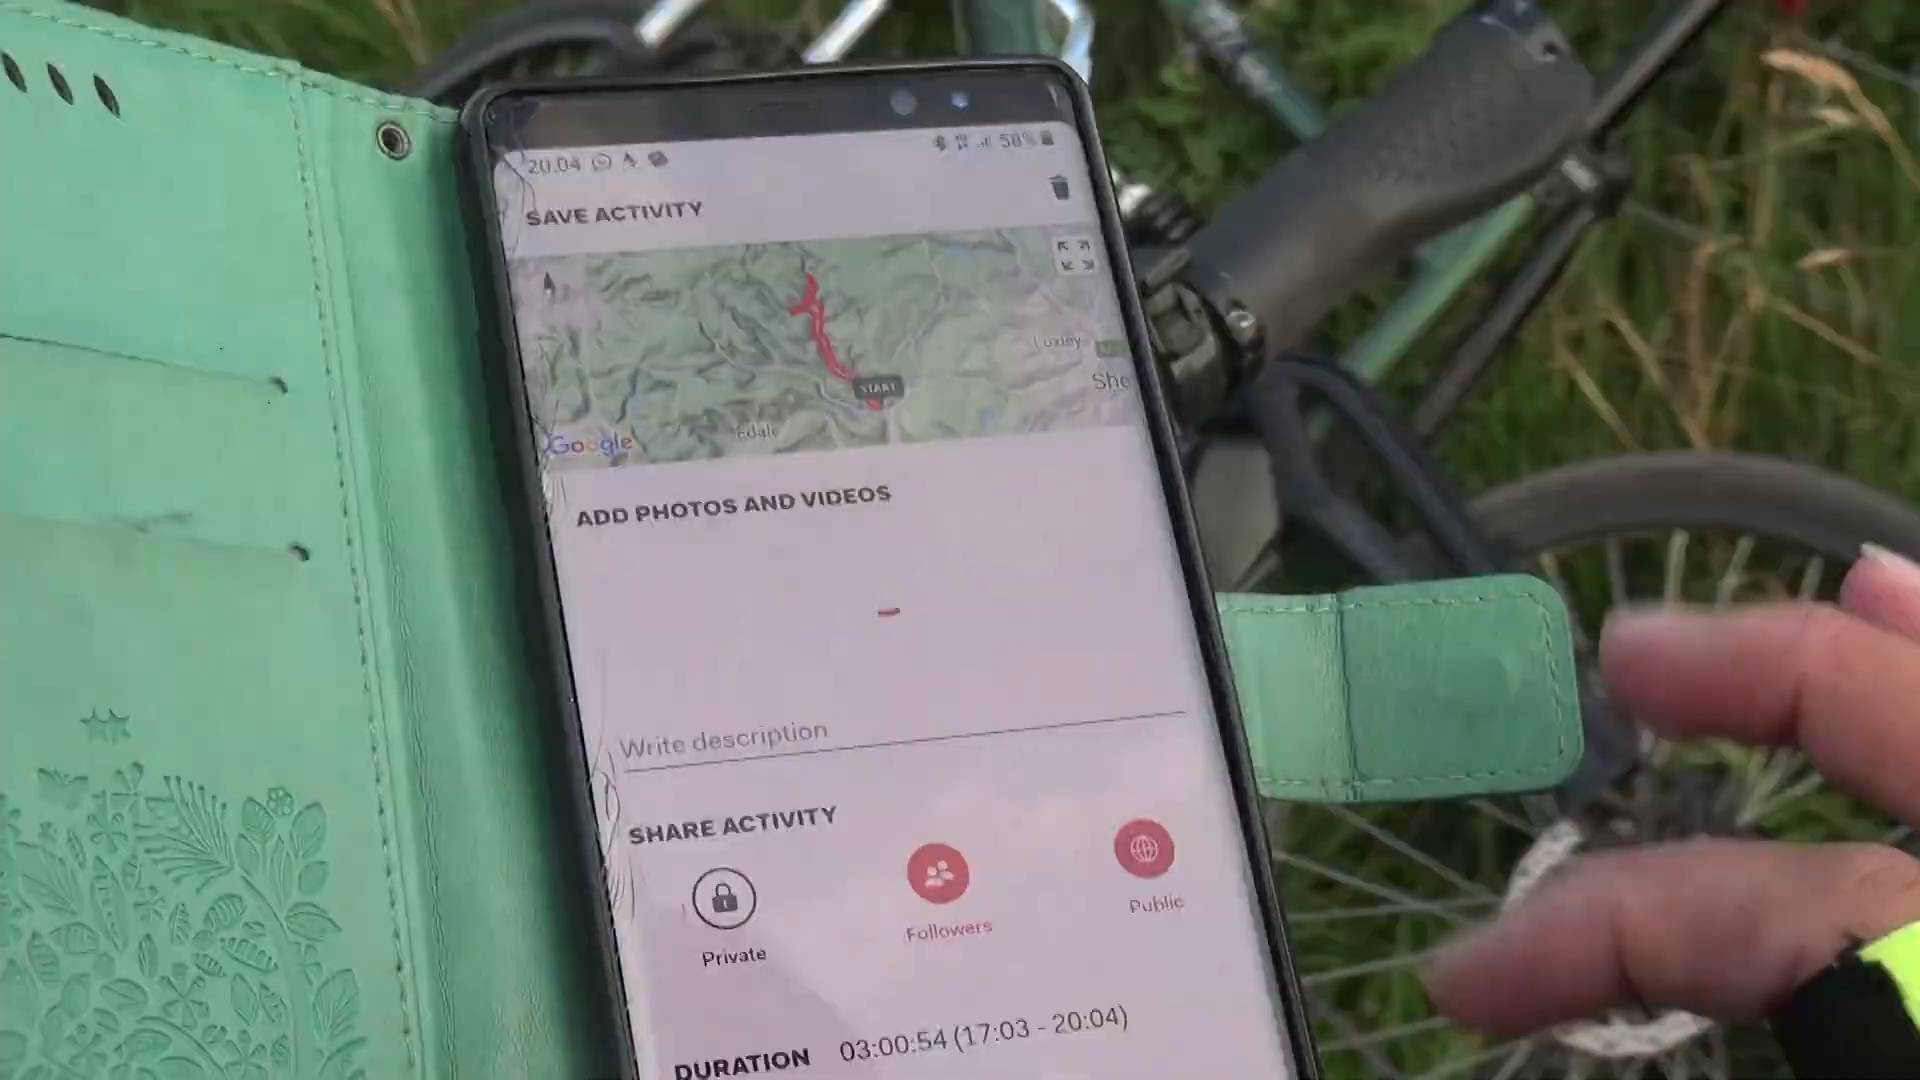 20.04
58%
SAVE ACTIVITY
Loxley
START
She
Edale
Google
ADD PHOTOS AND VIDEOS
Write description
SHARE ACTIVITY
Private
Followers
Public
DURATION 03:00:54 (17:03 - 20:04)